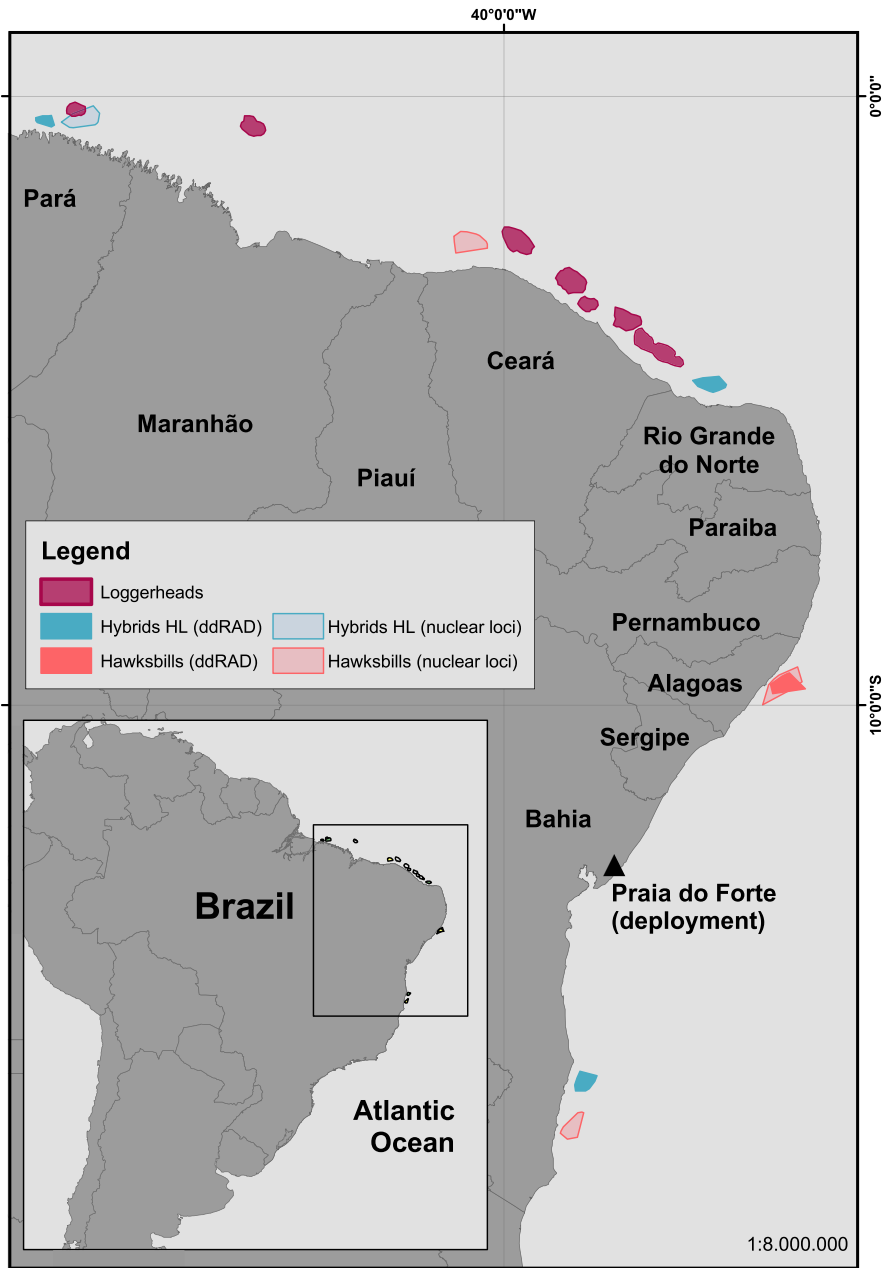 40°0'0"W
0°0'0"
Pará
Ceará
Maranhão
Rio Grande
do Norte
Piauí
Paraiba
Legend
Loggerheads
Hybrids HL (ddRAD)
Hybrids HL (nuclear loci)
Hawksbills (ddRAD)
Hawksbills (nuclear loci)
Pernambuco
Alagoas
10°0'0"S
Sergipe
Bahia
Praia do Forte
(deployment)
Brazil
Atlantic
Ocean
1:8.000.000